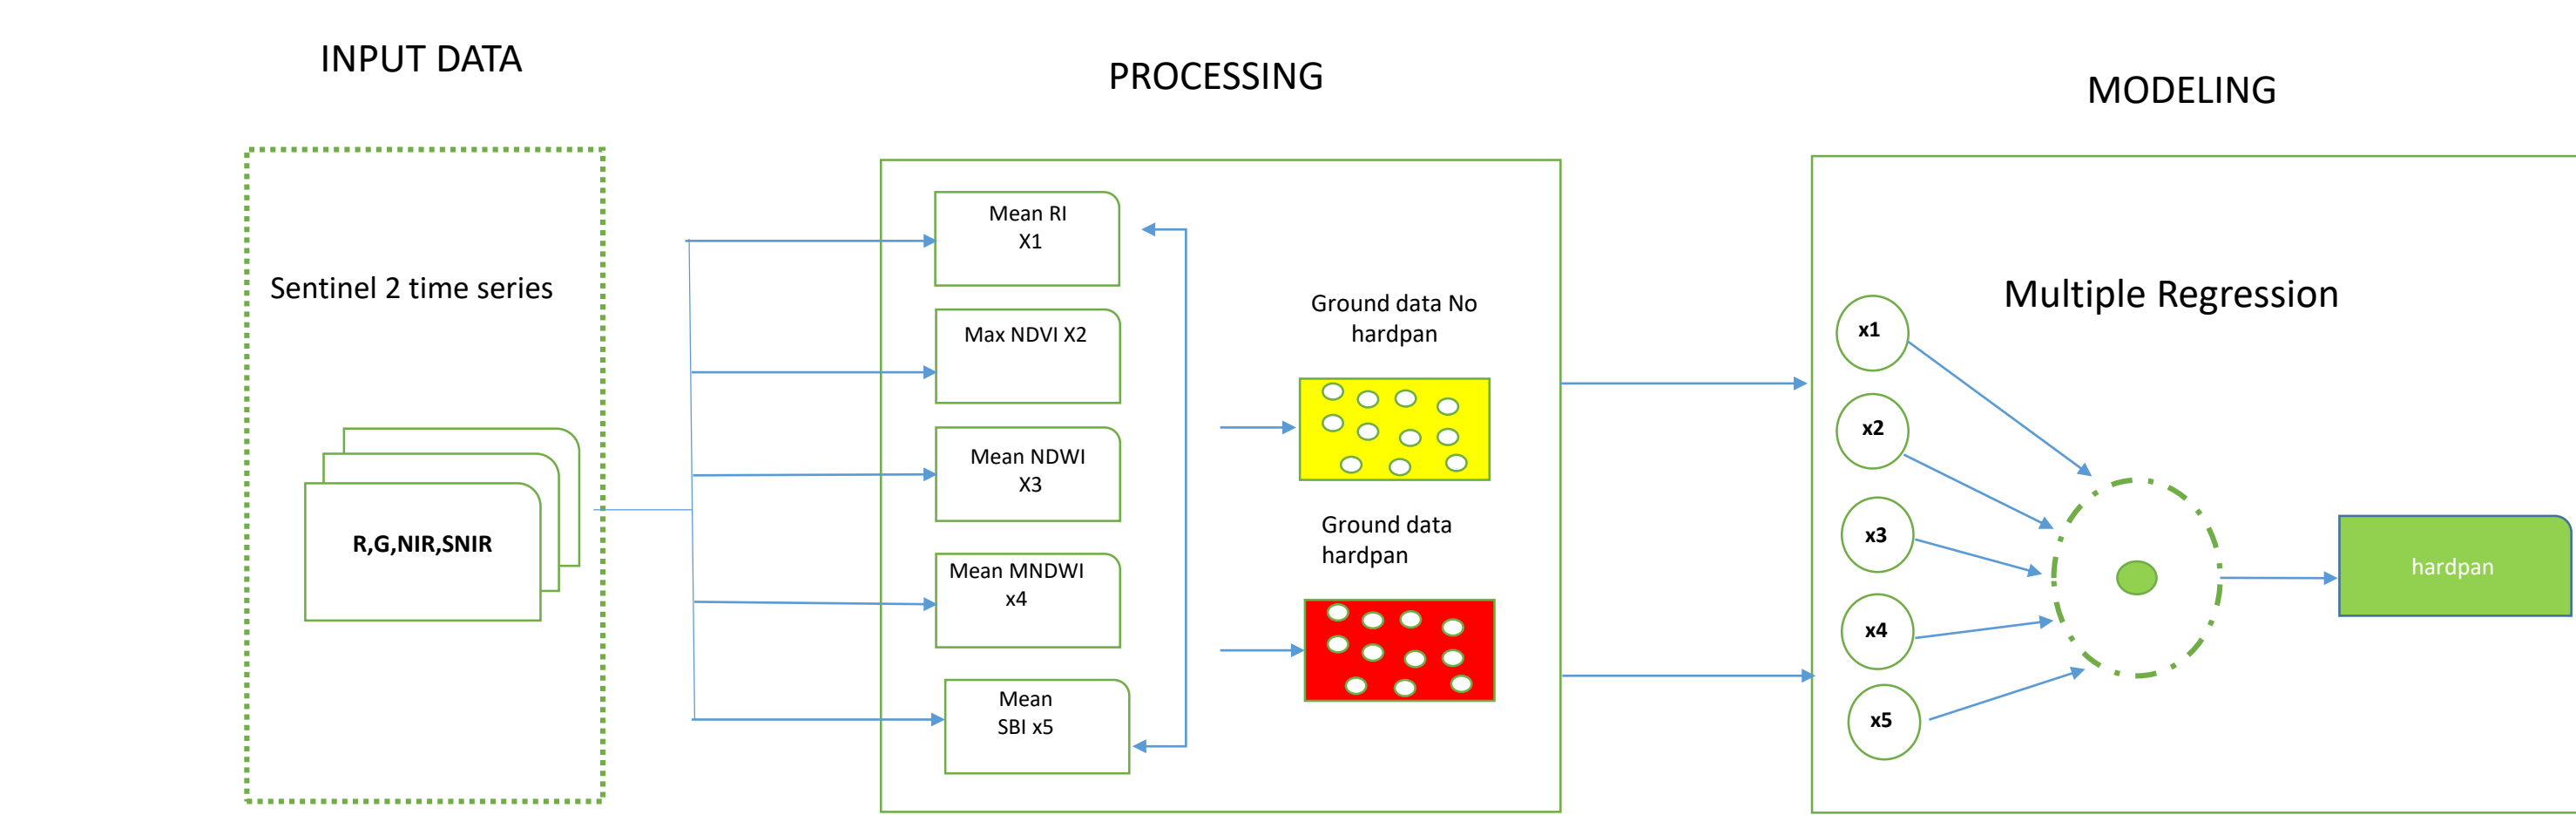 INPUT DATA
PROCESSING
MODELING
Sentinel 2 time series
R,G,NIR,SNIR
Mean RI
X1
Max NDVI X2
Mean NDWI
X3
Mean MNDWI
x4
Mean
SBI x5
Ground data No
hardpan
Ground data
hardpan
Multiple Regression
x1
x2
x3
x4
x5
hardpan